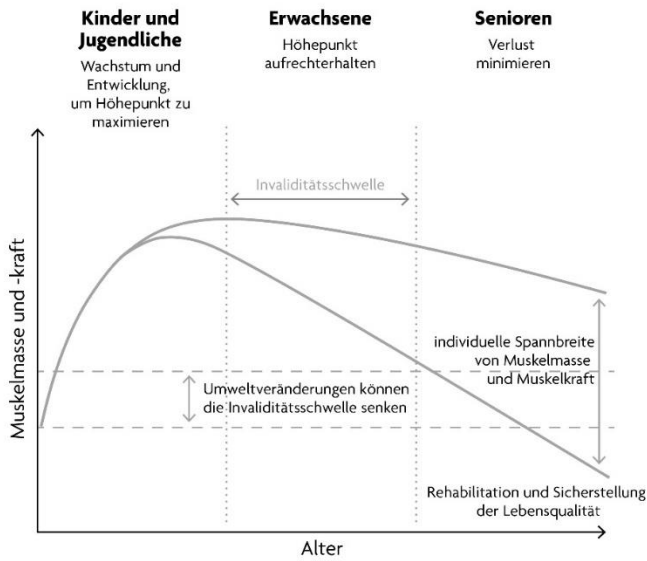 Kinder und
Jugendliche
Wachstum und
Entwicklung,
um Höhepunkt zu
maximieren
Erwachsene
Höhepunkt
aufrechterhalten
Senioren
Verlust
minimieren
Muskelmasse und -kraft
Invaliditätsschwelle
individuelle Spannbreite
von Muskelmasse
und Muskelkraft
Umweltveränderungen können
die Invaliditätsschwelle senken
Rehabilitation und Sicherstellung
der Lebensqualität
Alter